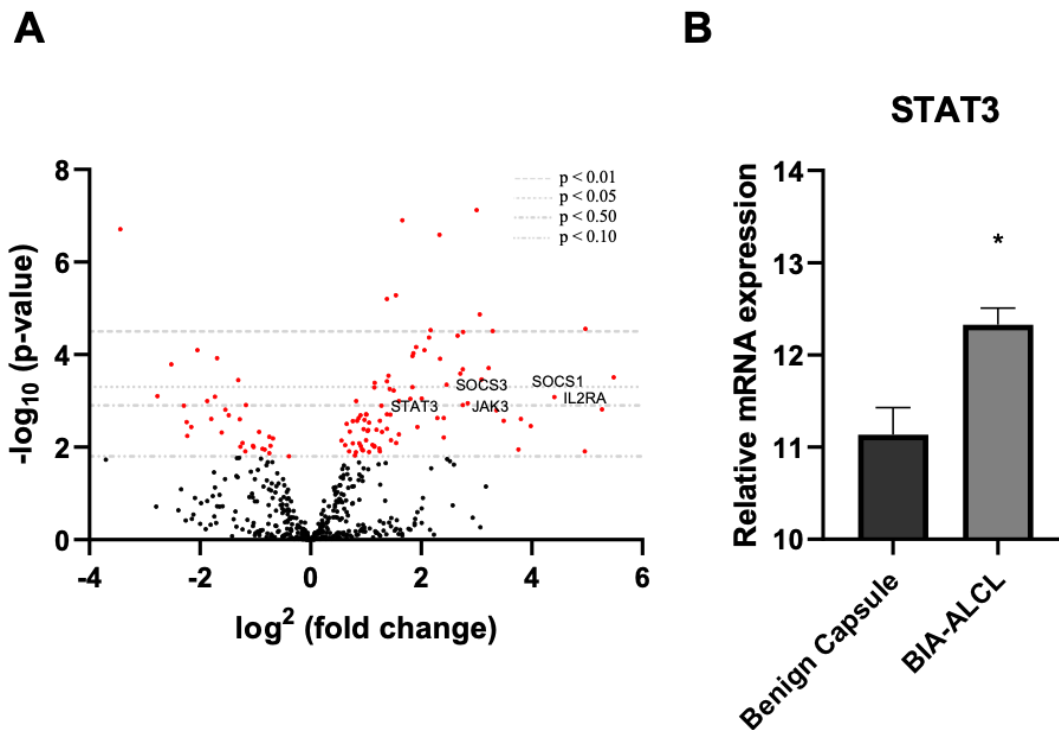 A
8
6
4
2
0
-log10 (p-value)
p < 0.01
p < 0.05
p < 0.50
p < 0.10
SOCS3
SOCS1
STAT3
JAK3
IL2RA
-4
-2
0
2
4
6
log² (fold change)
B
STAT3
14
13
12
11
10
Relative mRNA expression
*
Benign Capsule
BIA-ALCL